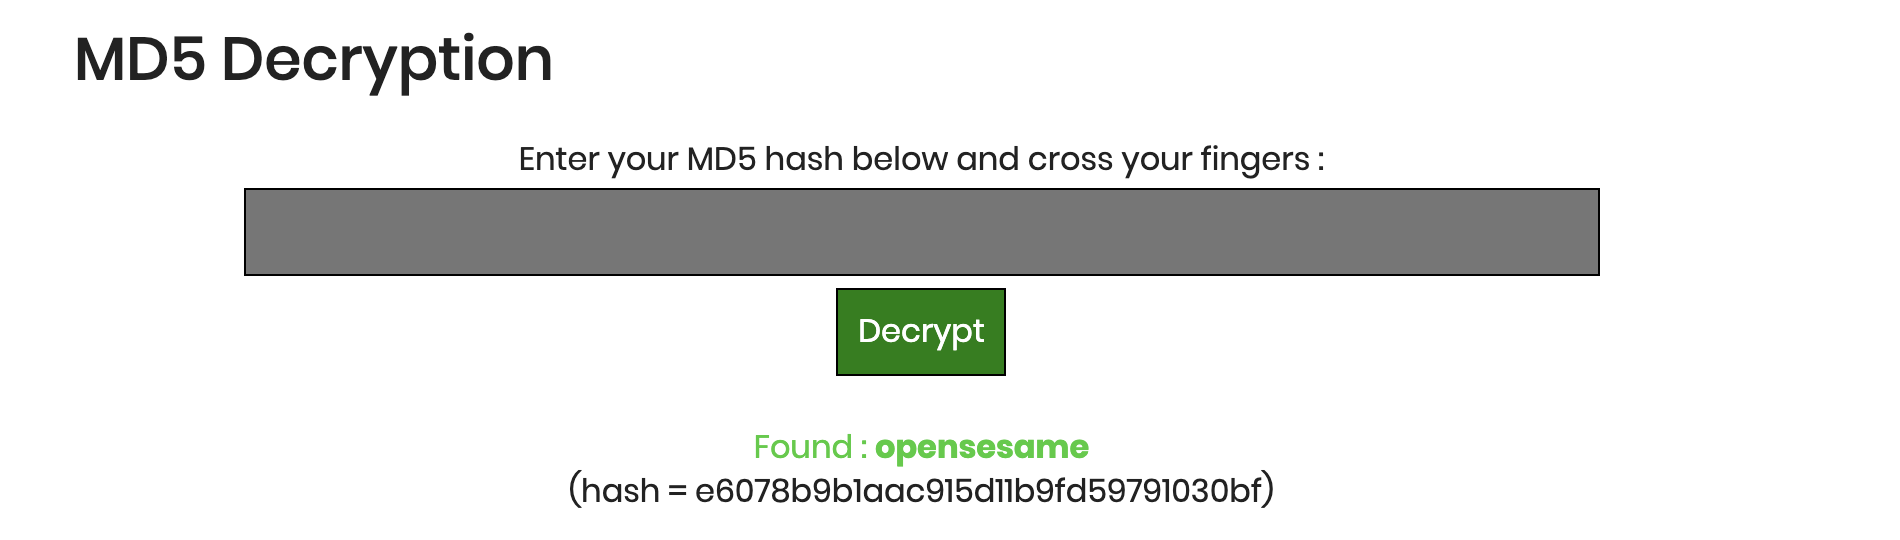 MD5 Decryption
Enter your MD5 hash below and cross your fingers :
Decrypt
Found : opensesame
(hash = e6078b9b1aac915d11b9fd59791030bf)